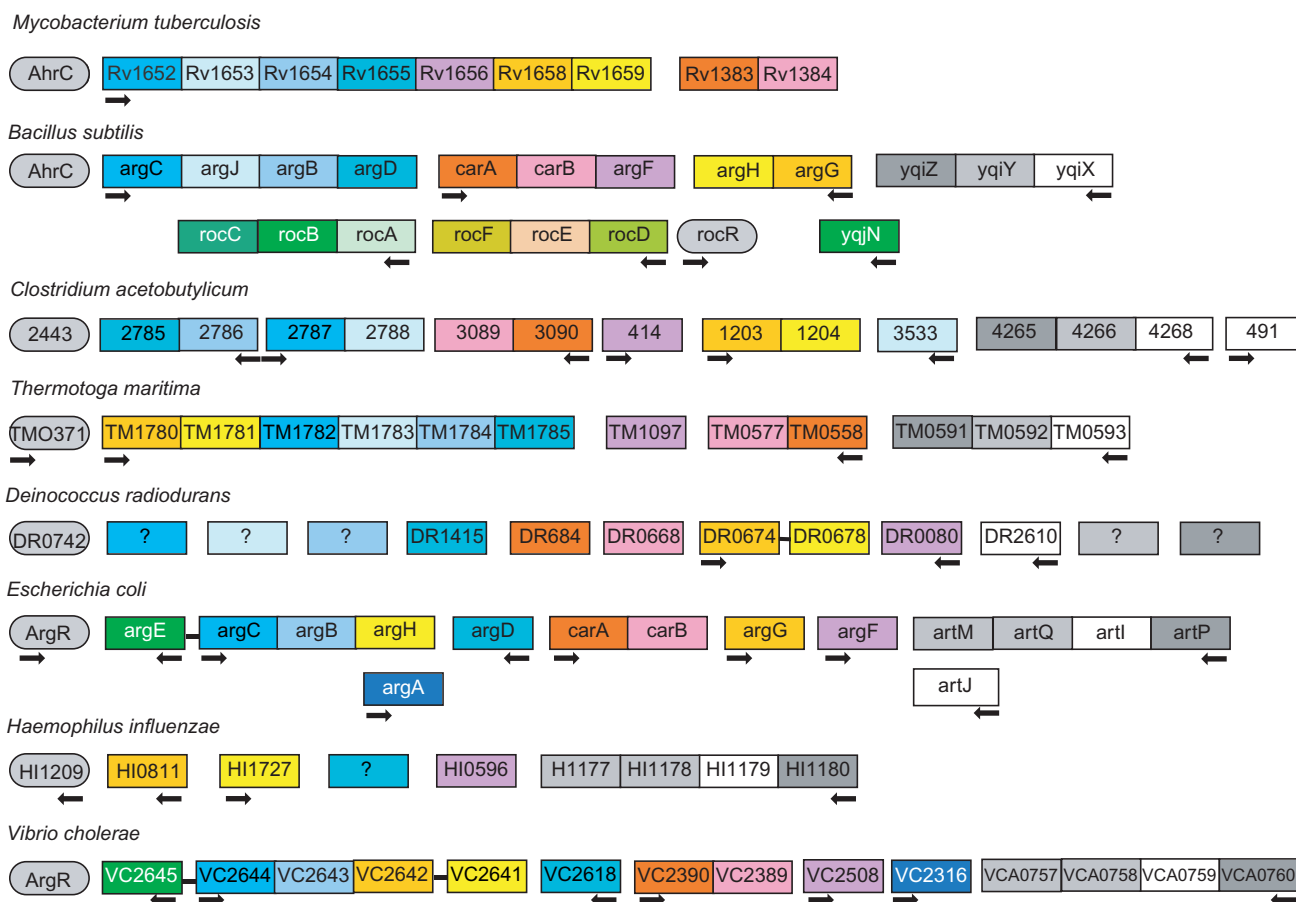 Mycobacterium tuberculosis
AhrC Rv1652 Rv1653 Rv1654 Rv1655 Rv1656 Rv1658 Rv1659 Rv1383 Rv1384
Bacillus subtilis
AhrC argC argJ argB argD carA carB argF argH argG yqiZ yqiY yqiX
rocC rocB rocA rocF rocE rocD rocR yqjN
Clostridium acetobutylicum
2443 2785 2786 2787 2788 3089 3090 414 1203 1204 3533 4265 4266 4268 491
Thermotoga maritima
TMO371 TM1780 TM1781 TM1782 TM1783 TM1784 TM1785 TM1097 TM0577 TM0558 TM0591 TM0592 TM0593
Deinococcus radiodurans
DR0742 ? ? ? DR1415 DR684 DR0668 DR0674 DR0678 DR0080 DR2610 ? ?
Escherichia coli
ArgR argE argC argB argH argD carA carB argG argF artM artQ artI artP
argA artJ
Haemophilus influenzae
HI1209 HI0811 HI1727 ? HI0596 H1177 HI1178 HI1179 HI1180
Vibrio cholerae
ArgR VC2645 VC2644 VC2643 VC2642 VC2641 VC2618 VC2390 VC2389 VC2508 VC2316 VCA0757 VCA0758 VCA0759 VCA0760